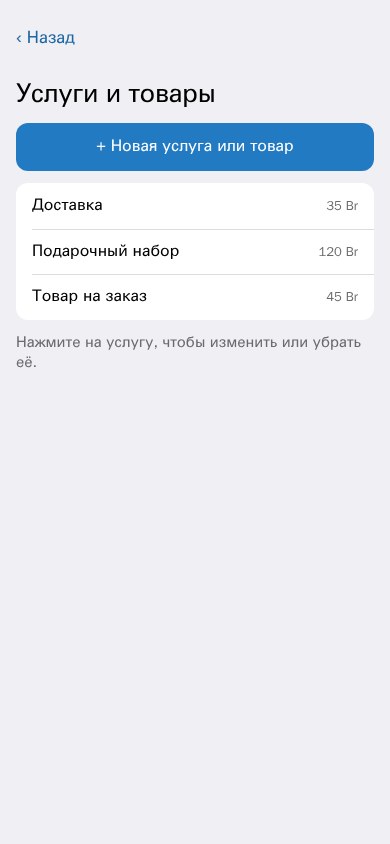 ‹ Назад
Услуги и товары
+ Новая услуга или товар
Доставка 35 Br
Подарочный набор 120 Br
Товар на заказ 45 Br
Нажмите на услугу, чтобы изменить или убрать
её.